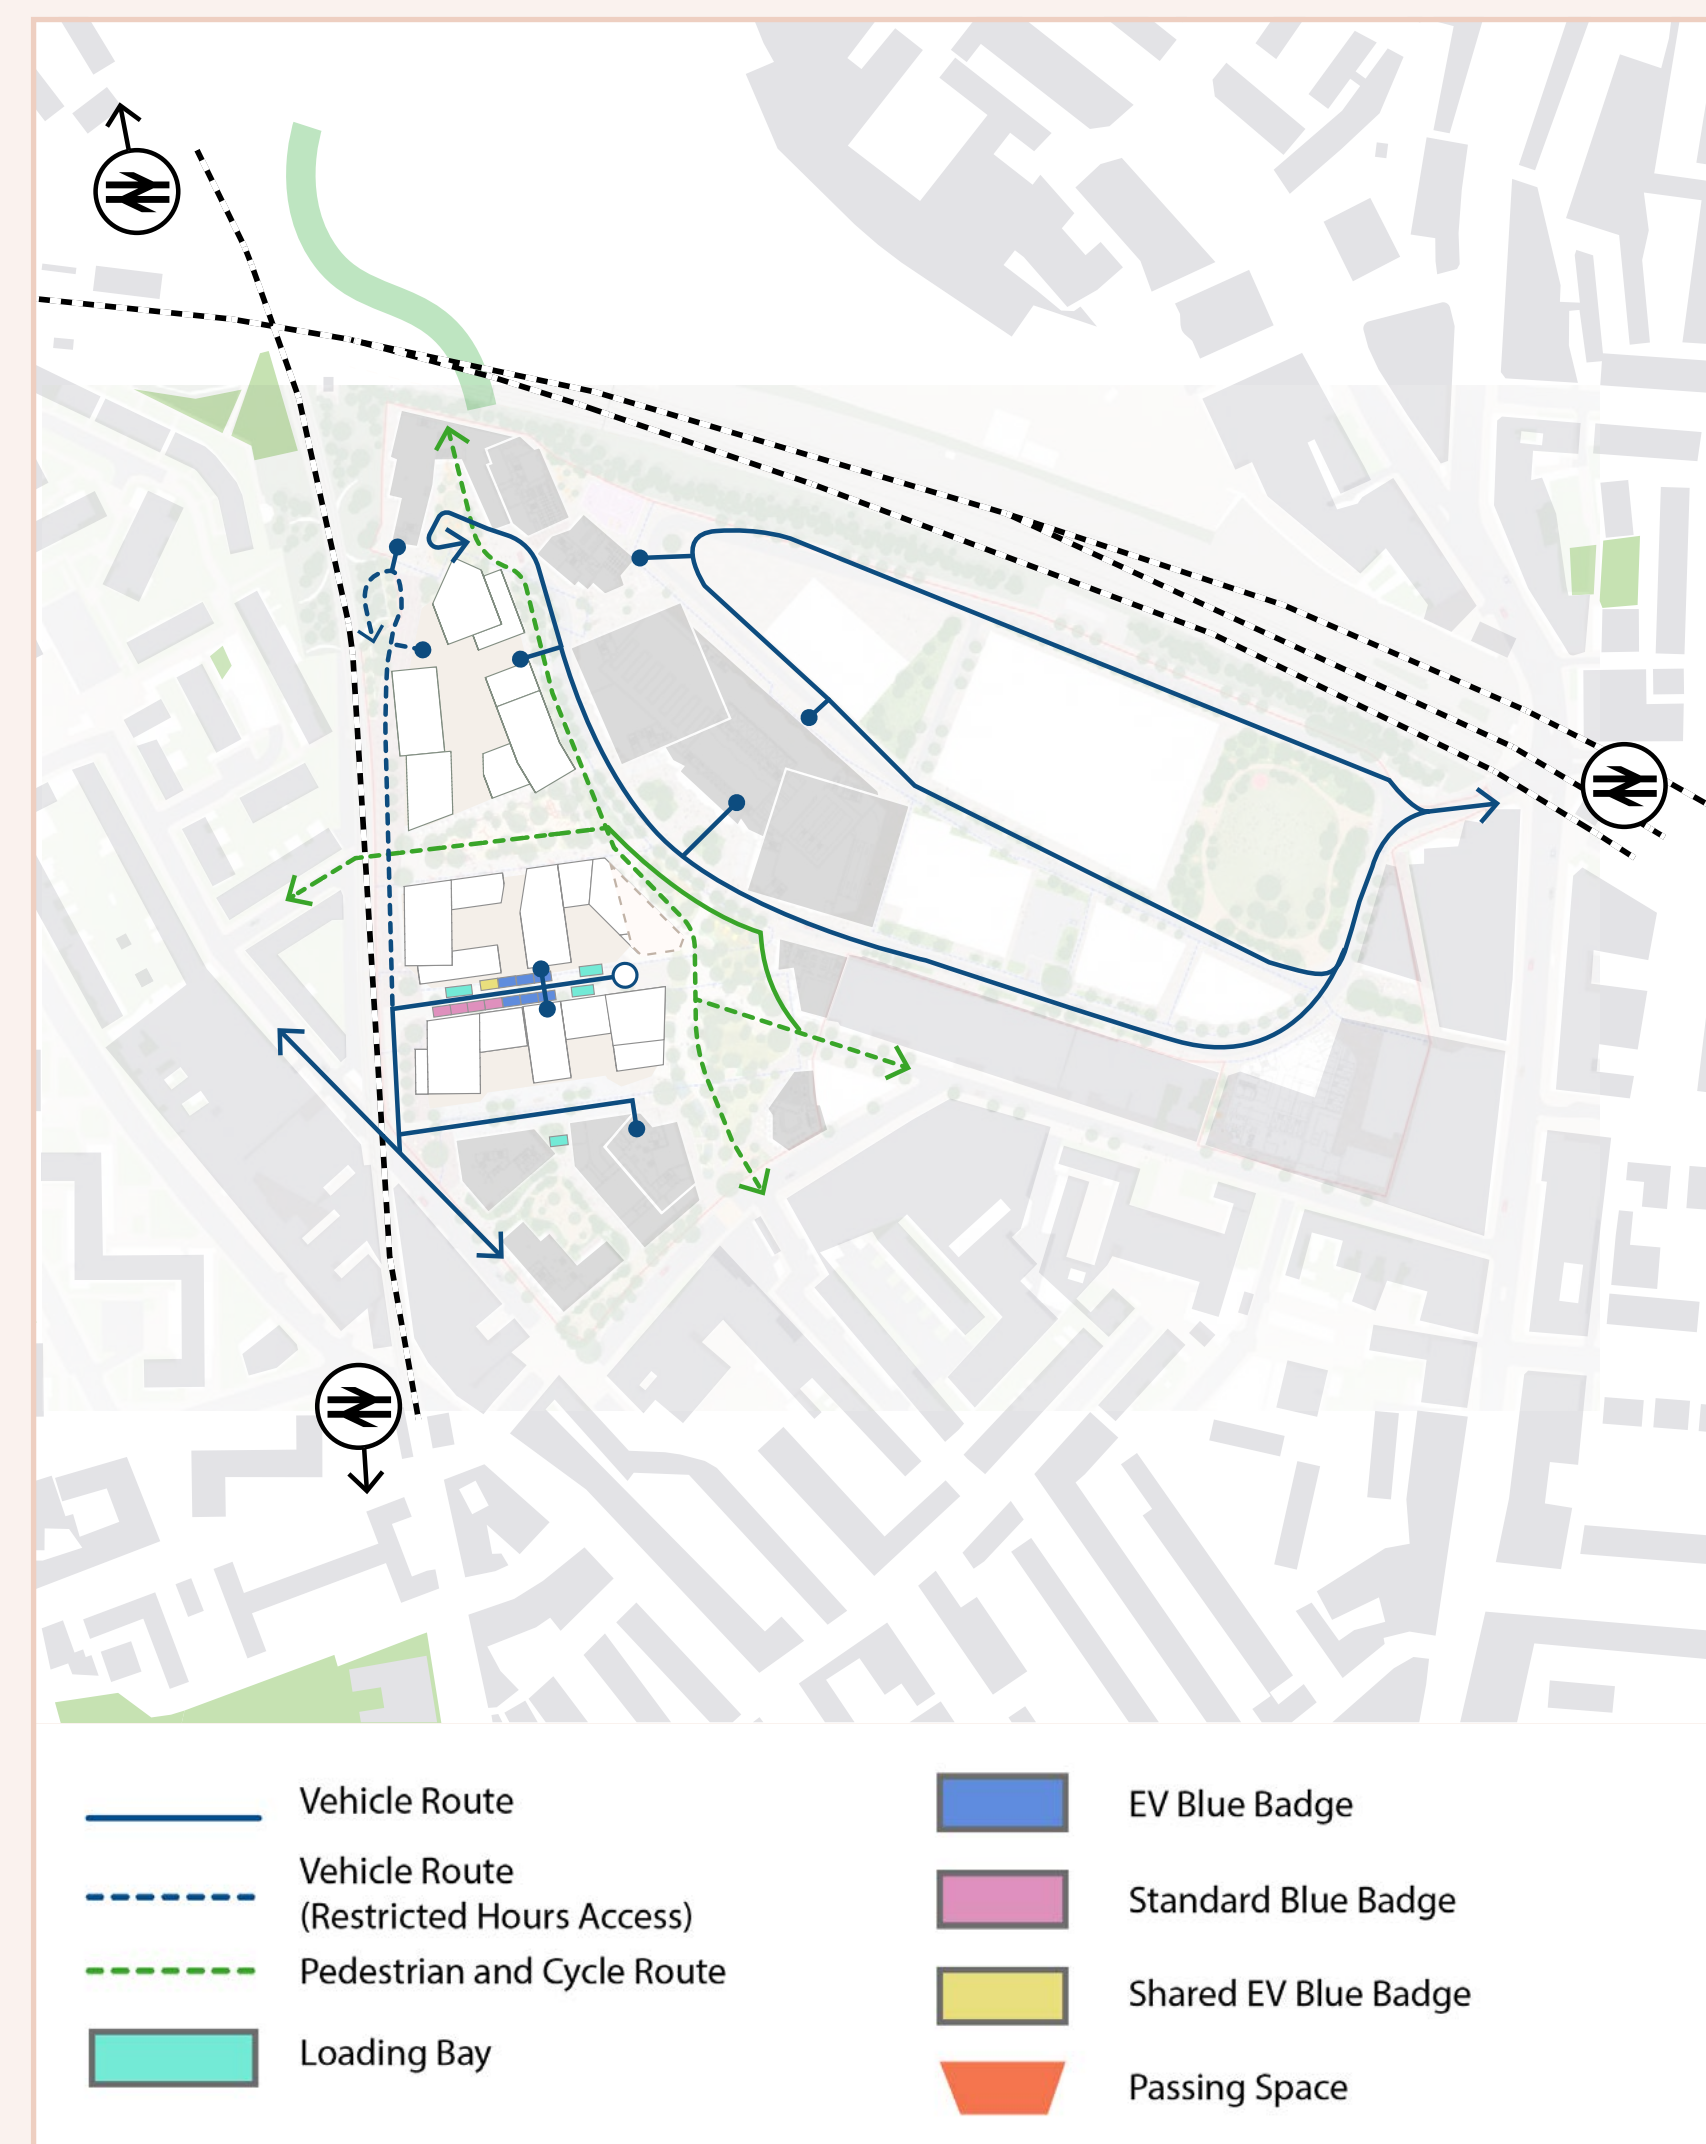 Vehicle Route
Vehicle Route
(Restricted Hours Access)
Pedestrian and Cycle Route
Loading Bay
EV Blue Badge
Standard Blue Badge
Shared EV Blue Badge
Passing Space